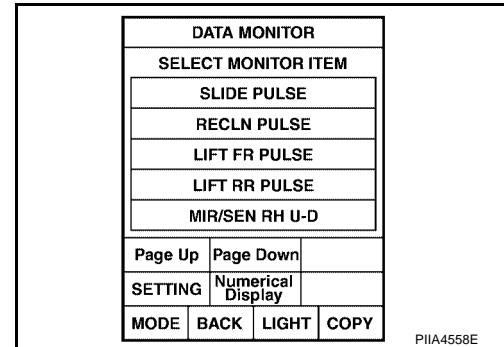 DATA MONITOR
SELECT MONITOR ITEM
SLIDE PULSE
RECLN PULSE
LIFT FR PULSE
LIFT RR PULSE
MIR/SEN RH U-D
Page Up Page Down
SETTING Numerical Display
MODE BACK LIGHT COPY
PIIA4558E